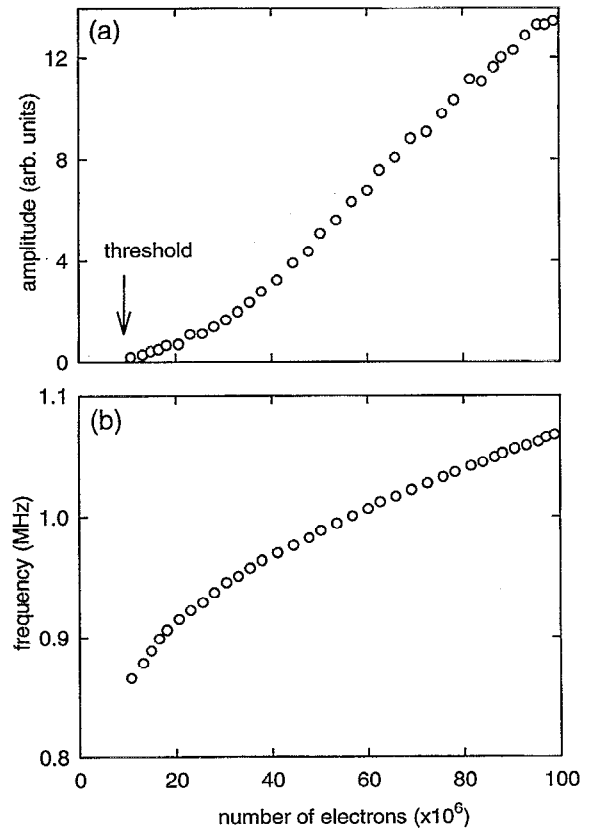 (a)
12
8
4
0
amplitude (arb. units)
threshold
(b)
1.1
1.0
0.9
0.8
frequency (MHz)
0 20 40 60 80 100
number of electrons (x10⁶)